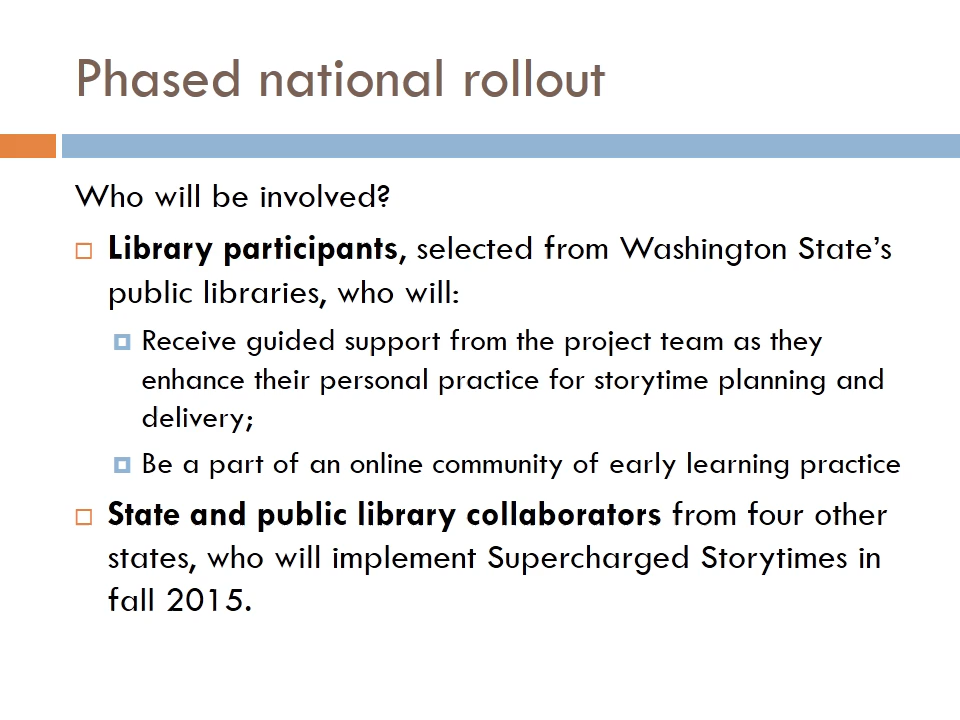 Phased national rollout
Who will be involved?
Library participants, selected from Washington State’s
public libraries, who will:
Receive guided support from the project team as they
enhance their personal practice for storytime planning and
delivery;
Be a part of an online community of early learning practice
State and public library collaborators from four other
states, who will implement Supercharged Storytimes in
fall 2015.